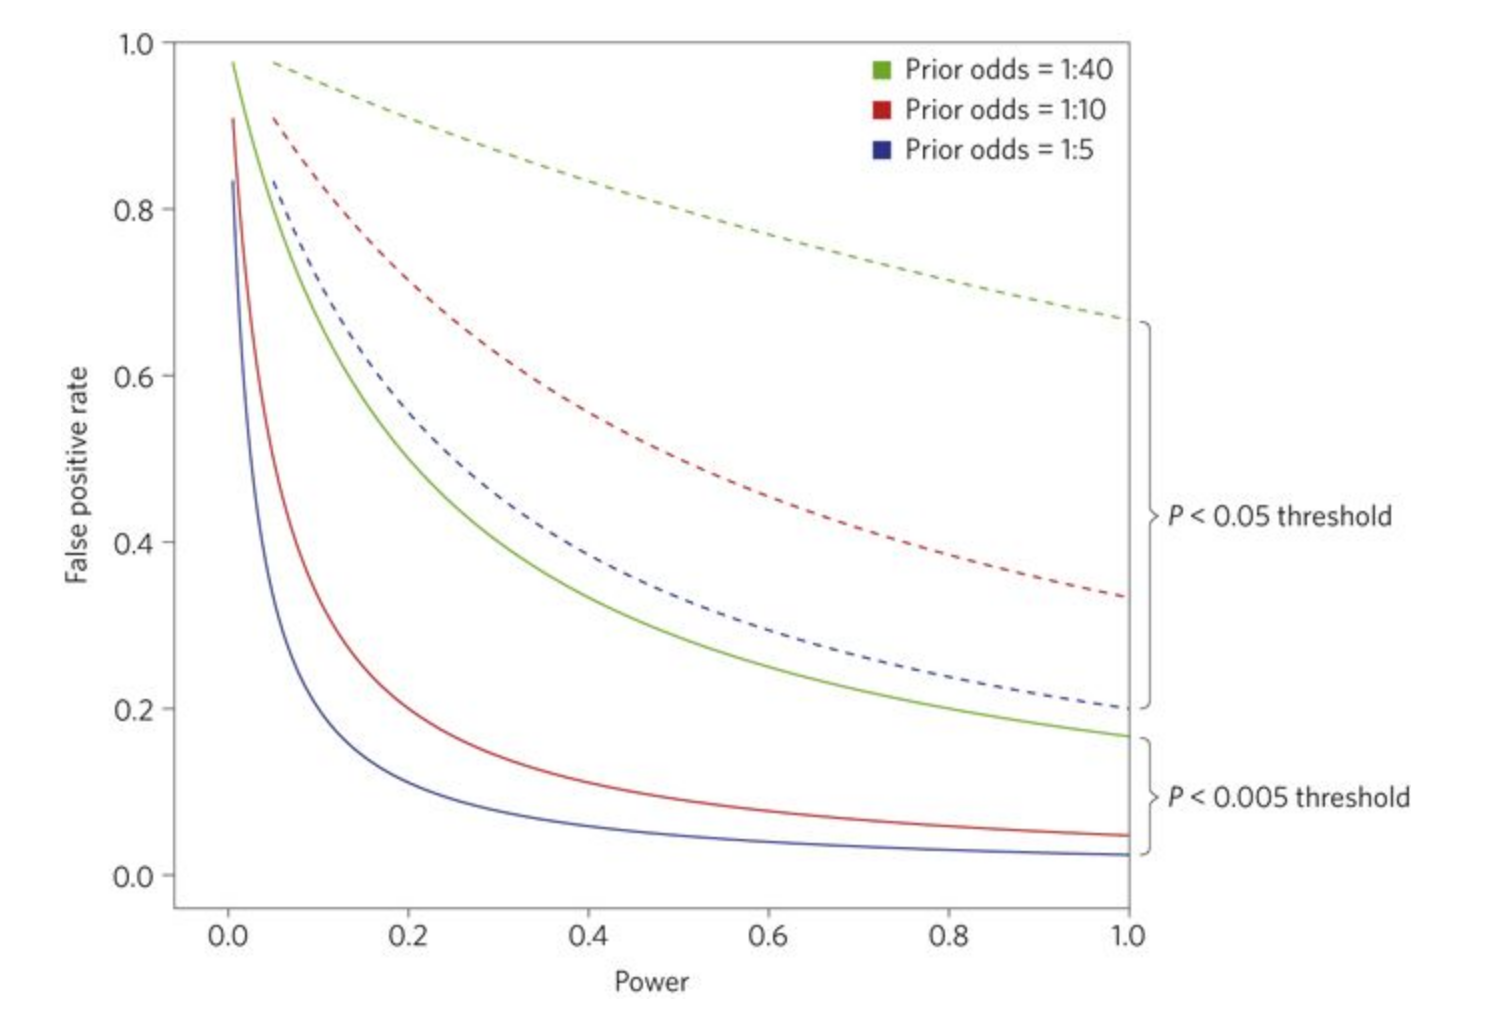 1.0
0.8
0.6
0.4
0.2
0.0
False positive rate
Prior odds = 1:40
Prior odds = 1:10
Prior odds = 1:5
P < 0.05 threshold
P < 0.005 threshold
0.0 0.2 0.4 0.6 0.8 1.0
Power